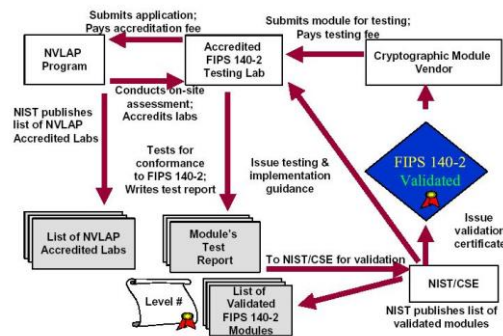 Submits application;
Pays accreditation fee
Submits module for testing;
Pays testing fee
NVLAP
Program
Accredited
FIPS 140-2
Testing Lab
Cryptographic Module
Vendor
Conducts on-site
assessment;
Accredits labs
NIST publishes
list of NVLAP
Accredited Labs
Tests for
conformance
to FIPS 140-2;
Writes test report
Issue testing &
implementation
guidance
FIPS 140-2
Validated
Issue
validation
certificate
List of NVLAP
Accredited Labs
Module's
Test
Report
To NIST/CSE for validation
NIST/CSE
Level #
List of
Validated
FIPS 140-2
Modules
NIST publishes list of
validated modules